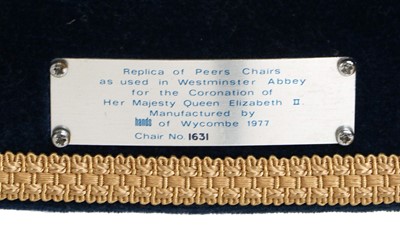 Replica of Peers Chairs
as used in Westminster Abbey
for the Coronation of
Her Majesty Queen Elizabeth II.
Manufactured by
hands of Wycombe 1977
Chair No. 1631